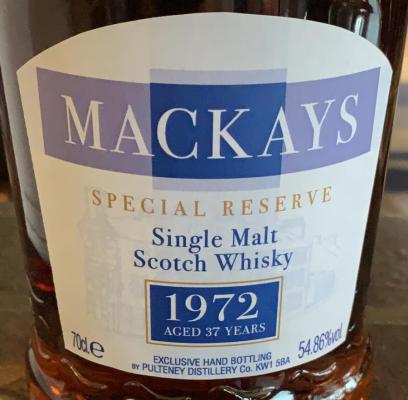 MACKAYS
SPECIAL RESERVE
Single Malt
Scotch Whisky
1972
AGED 37 YEARS
70cl.e
54.86%vol
EXCLUSIVE HAND BOTTLING
BY PULTENEY DISTILLERY Co. KW1 5BA